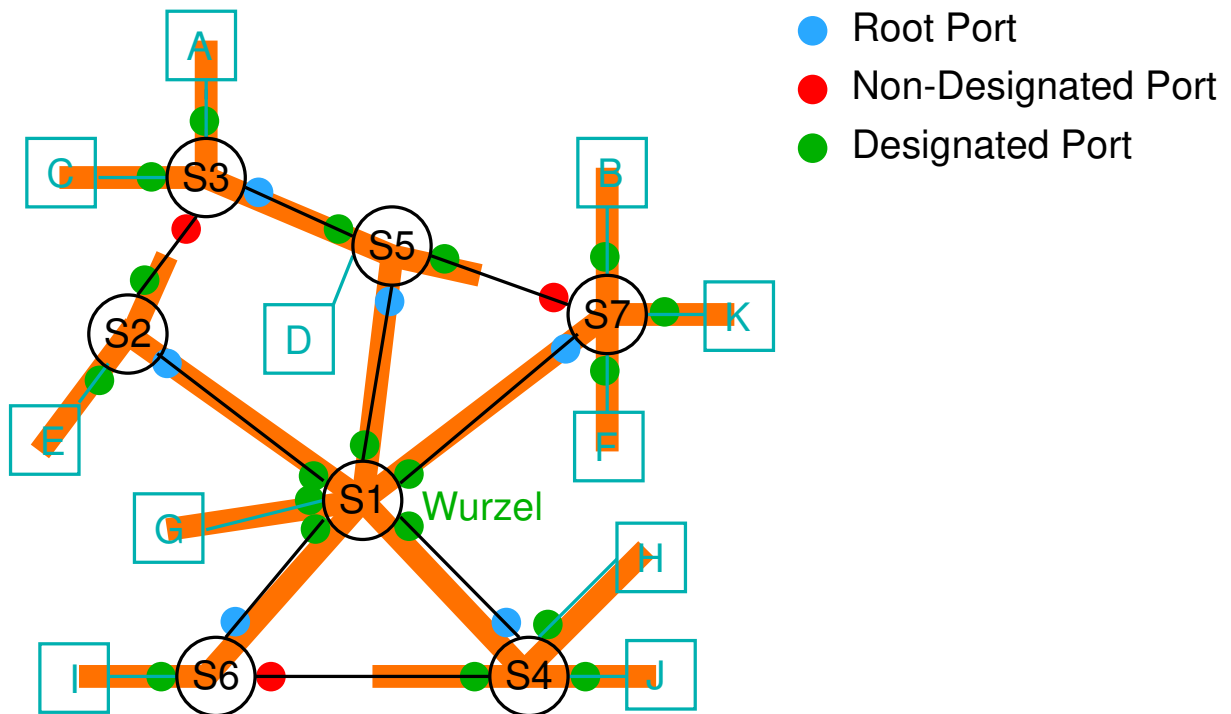 A
Root Port
Non-Designated Port
Designated Port
C
S3
B
S5
D
S7
K
S2
E
F
S1
Wurzel
G
H
I
S6
S4
J